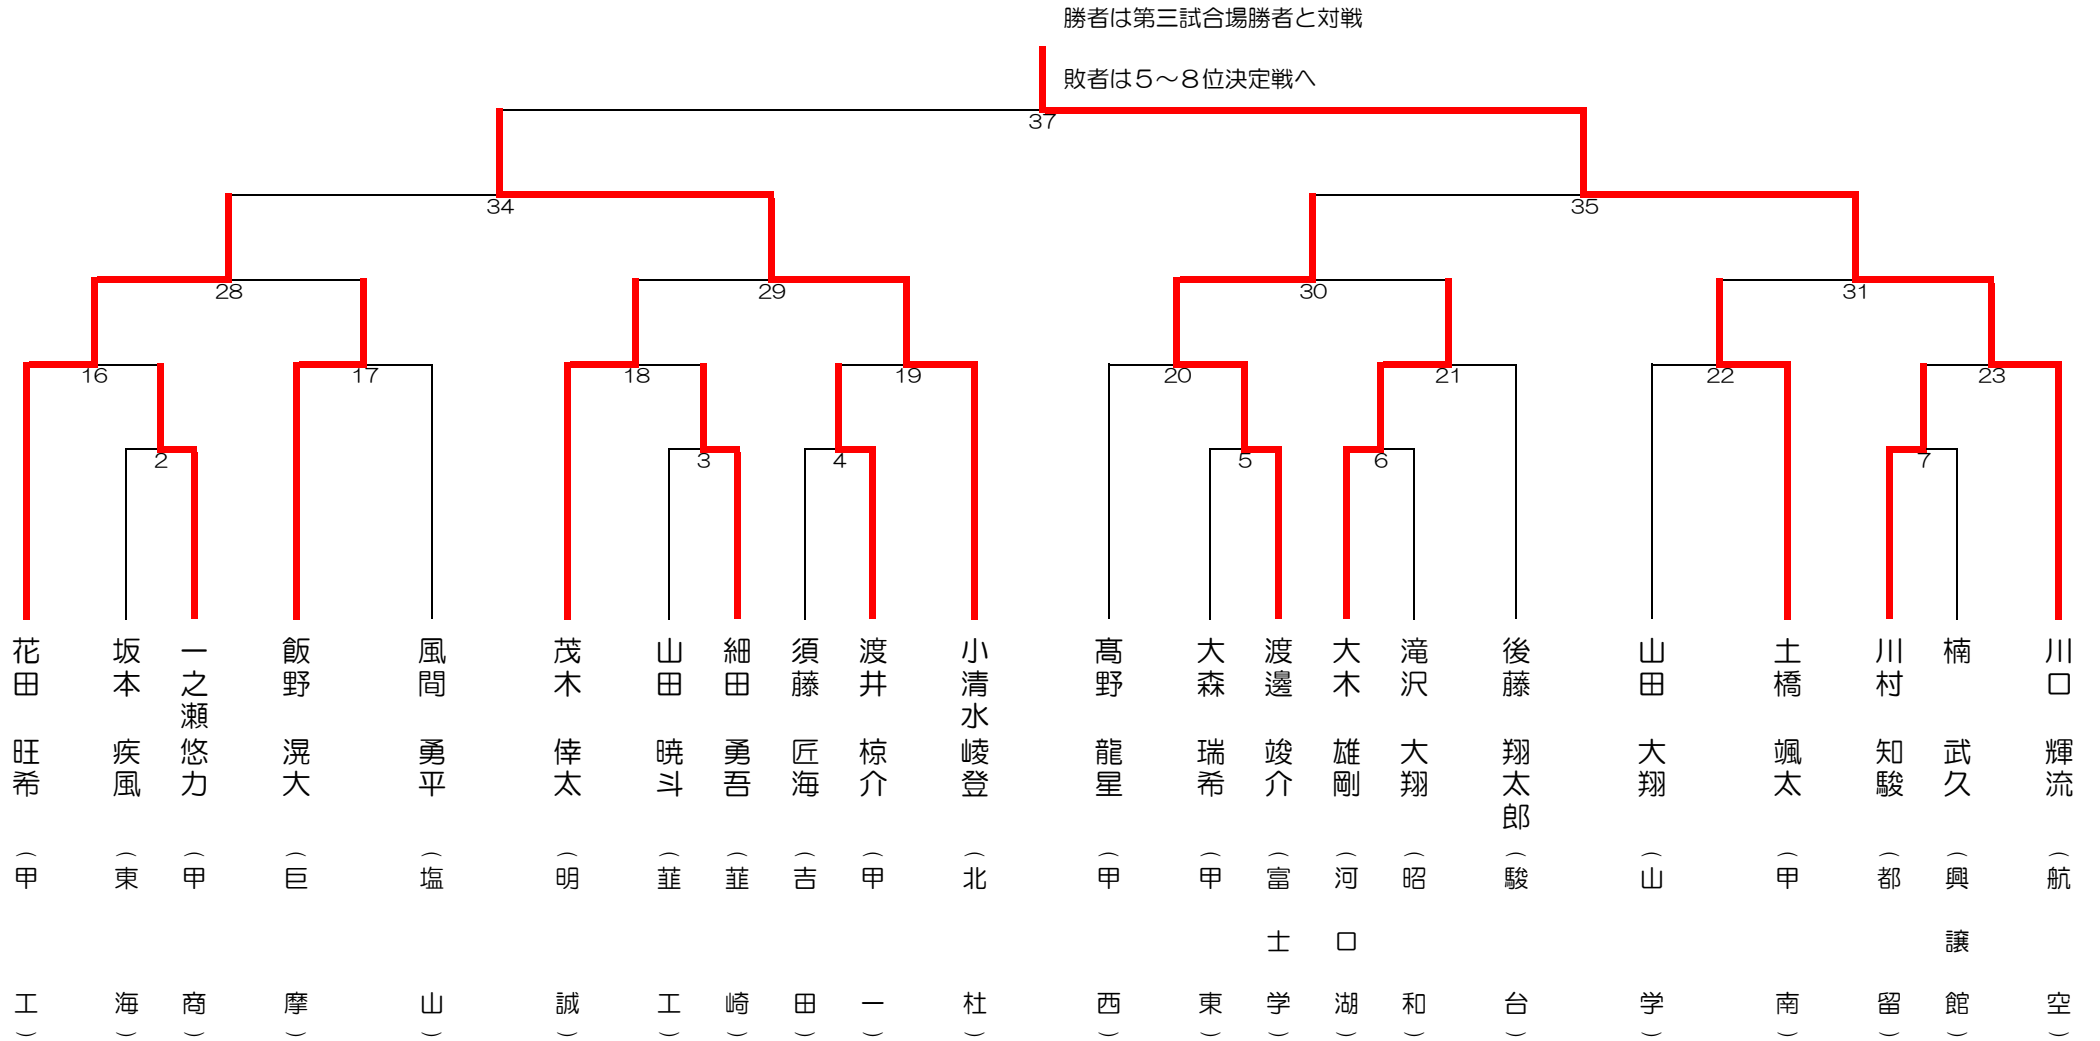 勝者は第三試合場勝者と対戦
敗者は５～８位決定戦へ
37
34
35
28
29
30
31
16
17
18
19
20
21
22
23
2
3
4
5
6
7
花田 旺希 （甲工）
坂本 疾風 （東海）
一之瀬 悠力 （甲商）
飯野 滉大 （巨摩）
風間 勇平 （塩山）
茂木 倖太 （明誠）
山田 暁斗 （韮工）
細田 勇吾 （韮崎）
須藤 匠海 （吉田）
渡井 椋介 （甲一）
小清水 崚登 （北杜）
髙野 龍星 （甲西）
大森 瑞希 （甲東）
渡邊 竣介 （富士学）
大木 雄剛 （河口湖）
滝沢 大翔 （昭和）
後藤 翔太郎 （駿台）
山田 大翔 （山学）
土橋 颯太 （甲南）
川村 知駿 （都留）
楠 武久 （興譲館）
川口 輝流 （航空）